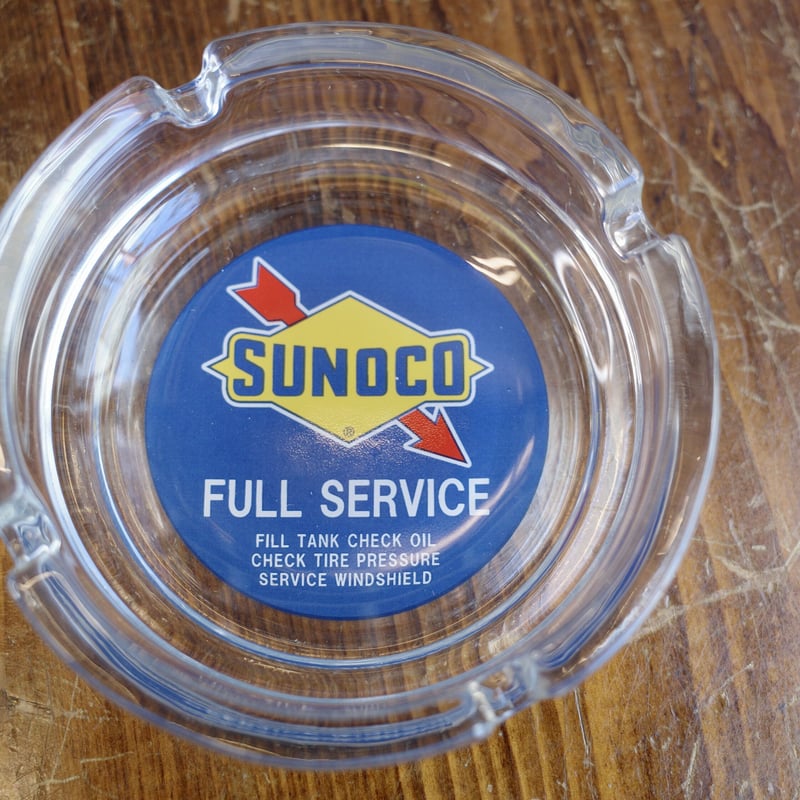 SUNOCO
®
FULL SERVICE
FILL TANK CHECK OIL
CHECK TIRE PRESSURE
SERVICE WINDSHIELD